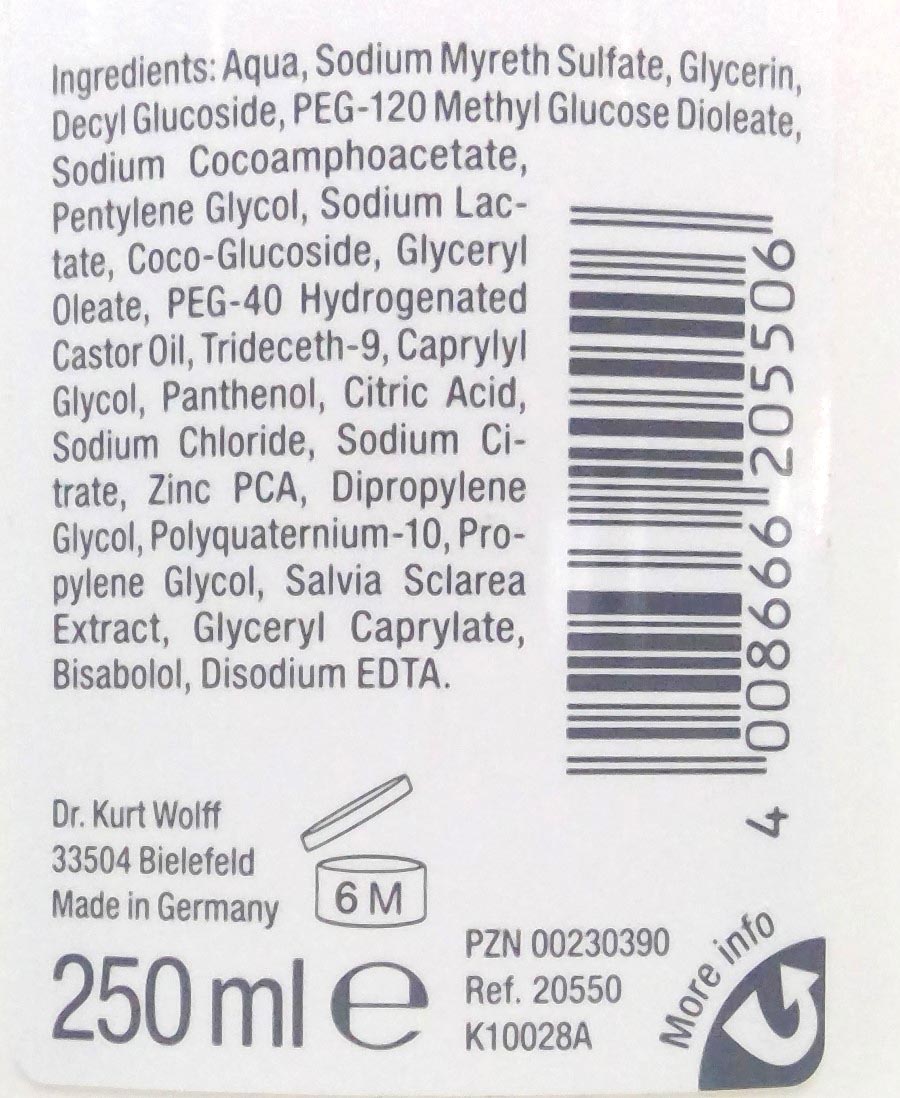 Ingredients: Aqua, Sodium Myreth Sulfate, Glycerin,
Decyl Glucoside, PEG-120 Methyl Glucose Dioleate,
Sodium Cocoamphoacetate,
Pentylene Glycol, Sodium Lac-
tate, Coco-Glucoside, Glyceryl
Oleate, PEG-40 Hydrogenated
Castor Oil, Trideceth-9, Caprylyl
Glycol, Panthenol, Citric Acid,
Sodium Chloride, Sodium Ci-
trate, Zinc PCA, Dipropylene
Glycol, Polyquaternium-10, Pro-
pylene Glycol, Salvia Sclarea
Extract, Glyceryl Caprylate,
Bisabolol, Disodium EDTA.
4 008666 205506
Dr. Kurt Wolff
33504 Bielefeld
Made in Germany
6 M
250 ml e
PZN 00230390
Ref. 20550
K10028A
More info